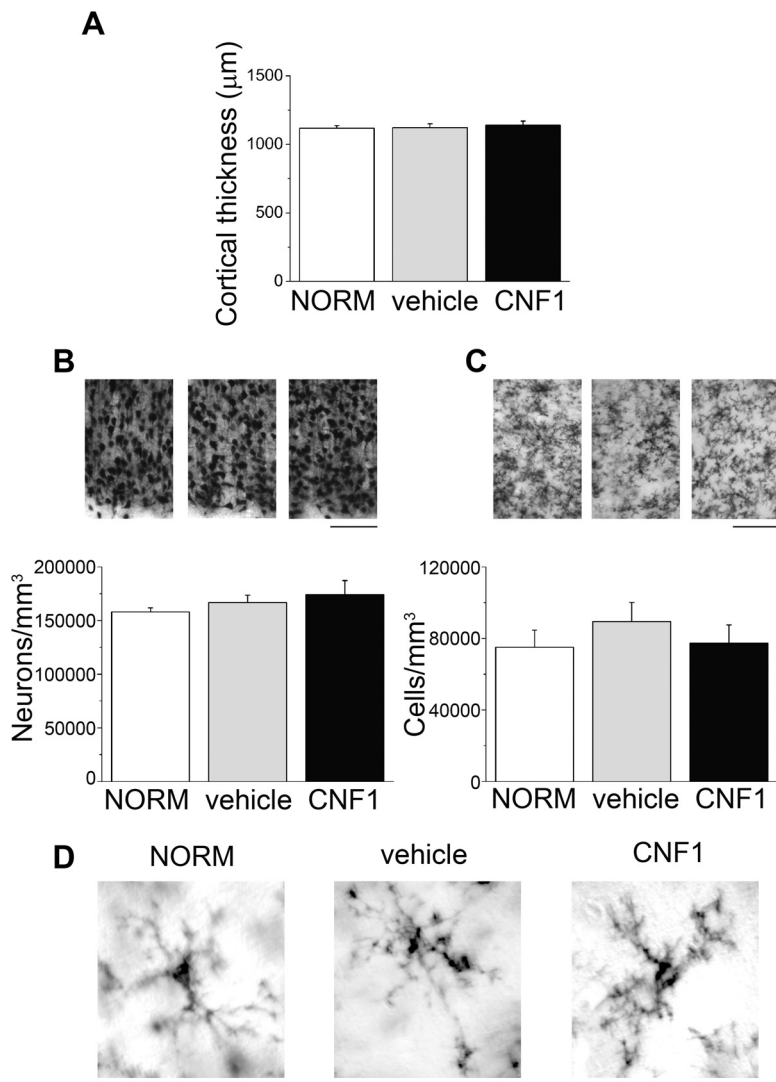 A
Cortical thickness (μm)
1500
1000
500
0
NORM vehicle CNF1
B
C
Neurons/mm³
200000
150000
100000
50000
0
NORM vehicle CNF1
Cells/mm³
120000
80000
40000
0
NORM vehicle CNF1
D
NORM vehicle CNF1